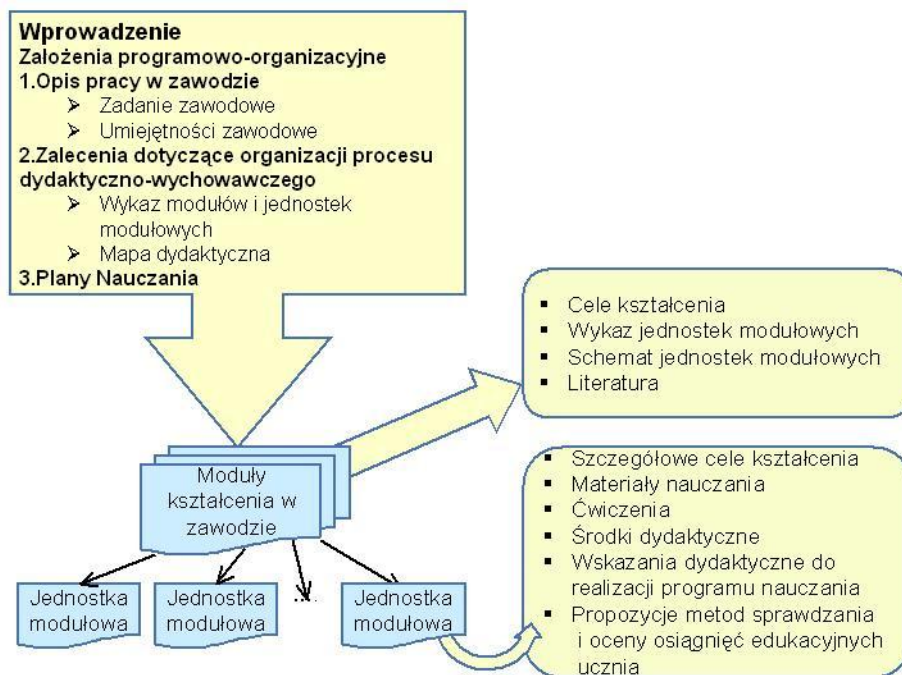 Wprowadzenie
Założenia programowo-organizacyjne
1.Opis pracy w zawodzie
➢ Zadanie zawodowe
➢ Umiejętności zawodowe
2.Zalecenia dotyczące organizacji procesu
dydaktyczno-wychowawczego
➢ Wykaz modułów i jednostek
modułowych
➢ Mapa dydaktyczna
3.Plany Nauczania
▪ Cele kształcenia
▪ Wykaz jednostek modułowych
▪ Schemat jednostek modułowych
▪ Literatura
Moduły
kształcenia w
zawodzie
▪ Szczegółowe cele kształcenia
▪ Materiały nauczania
▪ Ćwiczenia
▪ Środki dydaktyczne
▪ Wskazania dydaktyczne do
realizacji programu nauczania
▪ Propozycje metod sprawdzania
i oceny osiągnięć edukacyjnych
ucznia
Jednostka
modułowa
Jednostka
modułowa
....
Jednostka
modułowa